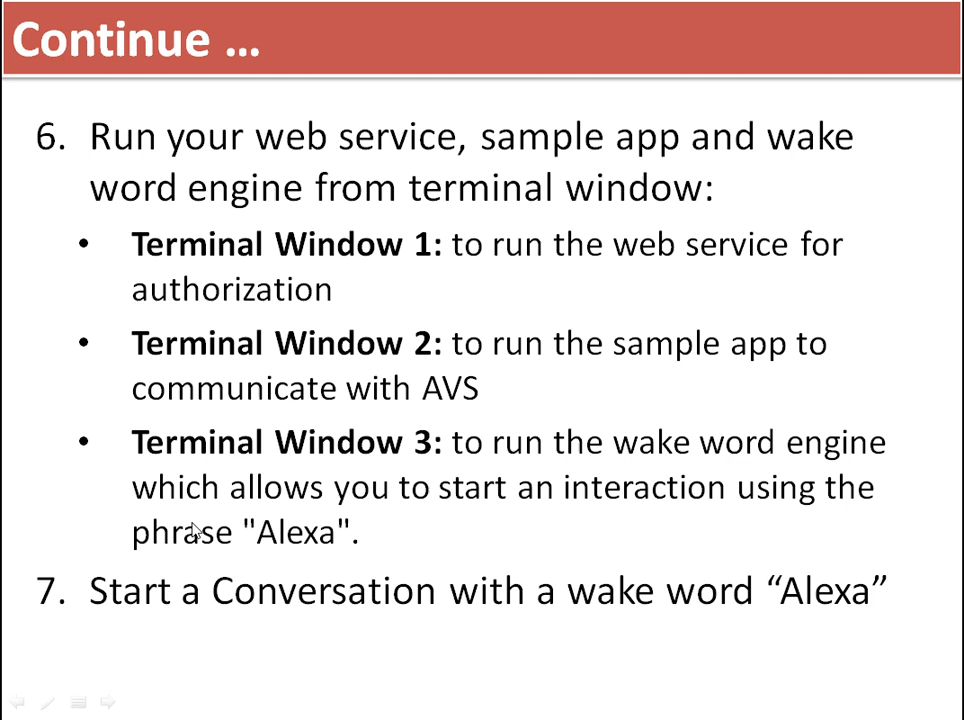 Continue …
6. Run your web service, sample app and wake
word engine from terminal window:
• Terminal Window 1: to run the web service for
authorization
• Terminal Window 2: to run the sample app to
communicate with AVS
• Terminal Window 3: to run the wake word engine
which allows you to start an interaction using the
phrase "Alexa".
7. Start a Conversation with a wake word “Alexa”